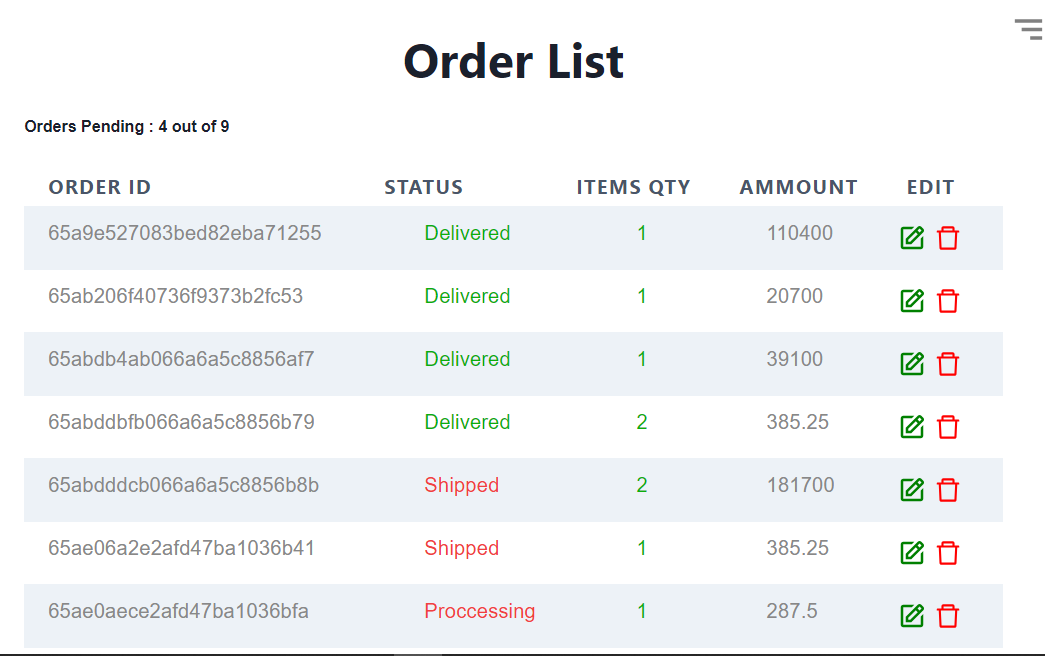 Order List
Orders Pending : 4 out of 9
ORDER ID STATUS ITEMS QTY AMMOUNT EDIT
65a9e527083bed82eba71255 Delivered 1 110400
65ab206f40736f9373b2fc53 Delivered 1 20700
65abdb4ab066a6a5c8856af7 Delivered 1 39100
65abddbfb066a6a5c8856b79 Delivered 2 385.25
65abdddcb066a6a5c8856b8b Shipped 2 181700
65ae06a2e2afd47ba1036b41 Shipped 1 385.25
65ae0aece2afd47ba1036bfa Proccessing 1 287.5